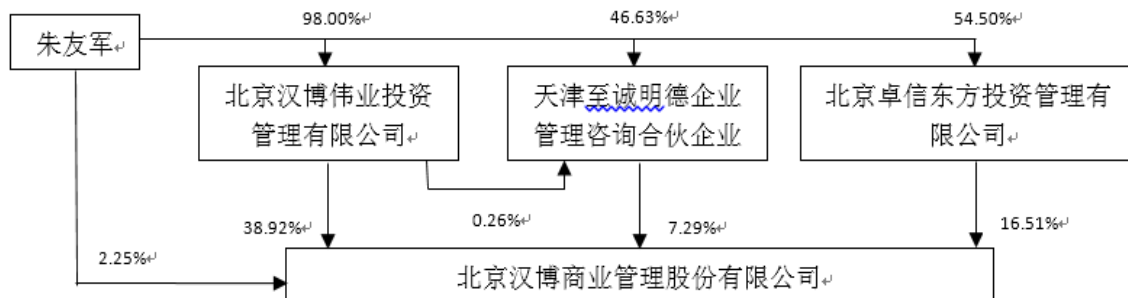 98.00%
46.63%
54.50%
朱友军
北京汉博伟业投资
管理有限公司
天津至诚明德企业
管理咨询合伙企业
北京卓信东方投资管理有
限公司
38.92%
0.26%
7.29%
16.51%
2.25%
北京汉博商业管理股份有限公司